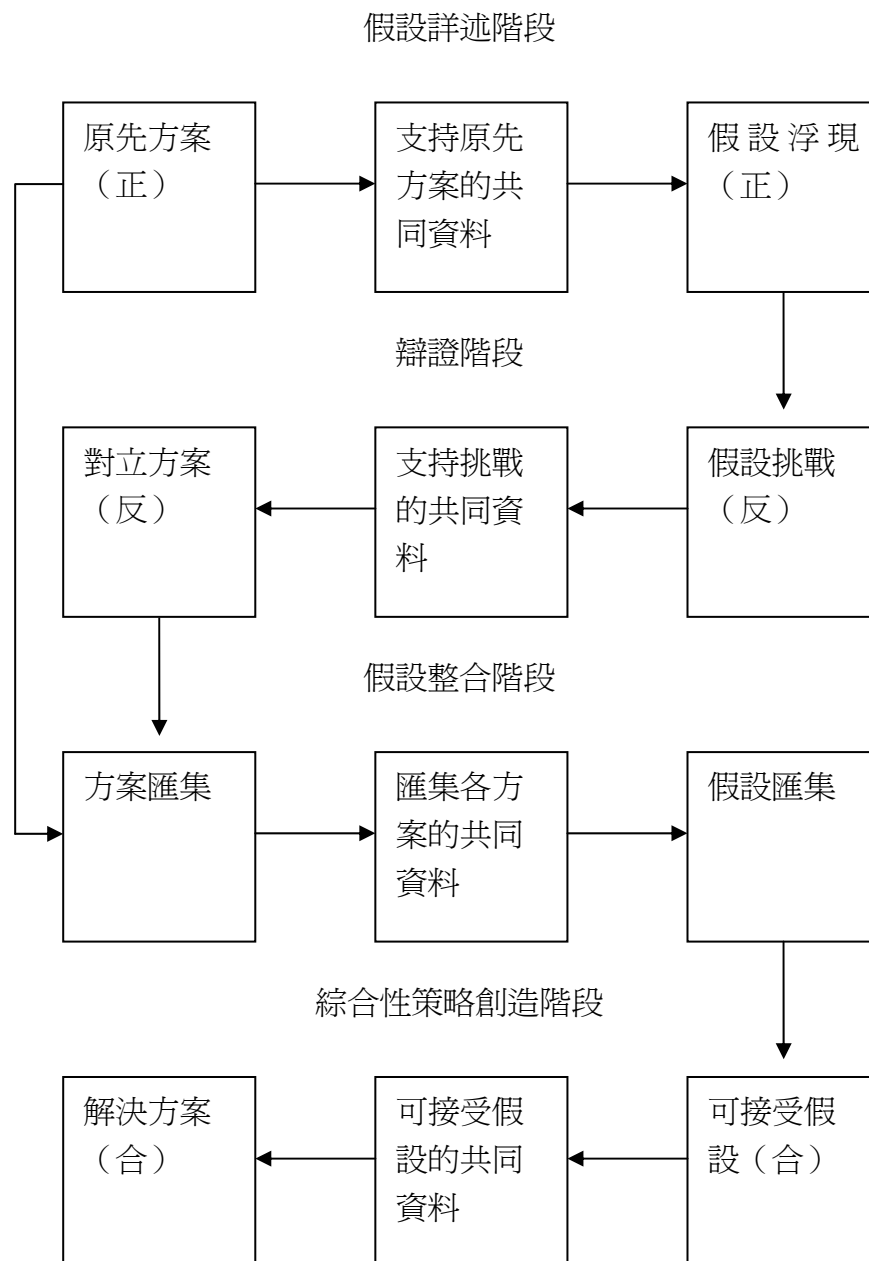 假設詳述階段
原先方案
（正）
支持原先
方案的共
同資料
假設浮現
（正）
辯證階段
對立方案
（反）
支持挑戰
的共同資
料
假設挑戰
（反）
假設整合階段
方案匯集
匯集各方
案的共同
資料
假設匯集
綜合性策略創造階段
解決方案
（合）
可接受假
設的共同
資料
可接受假
設（合）